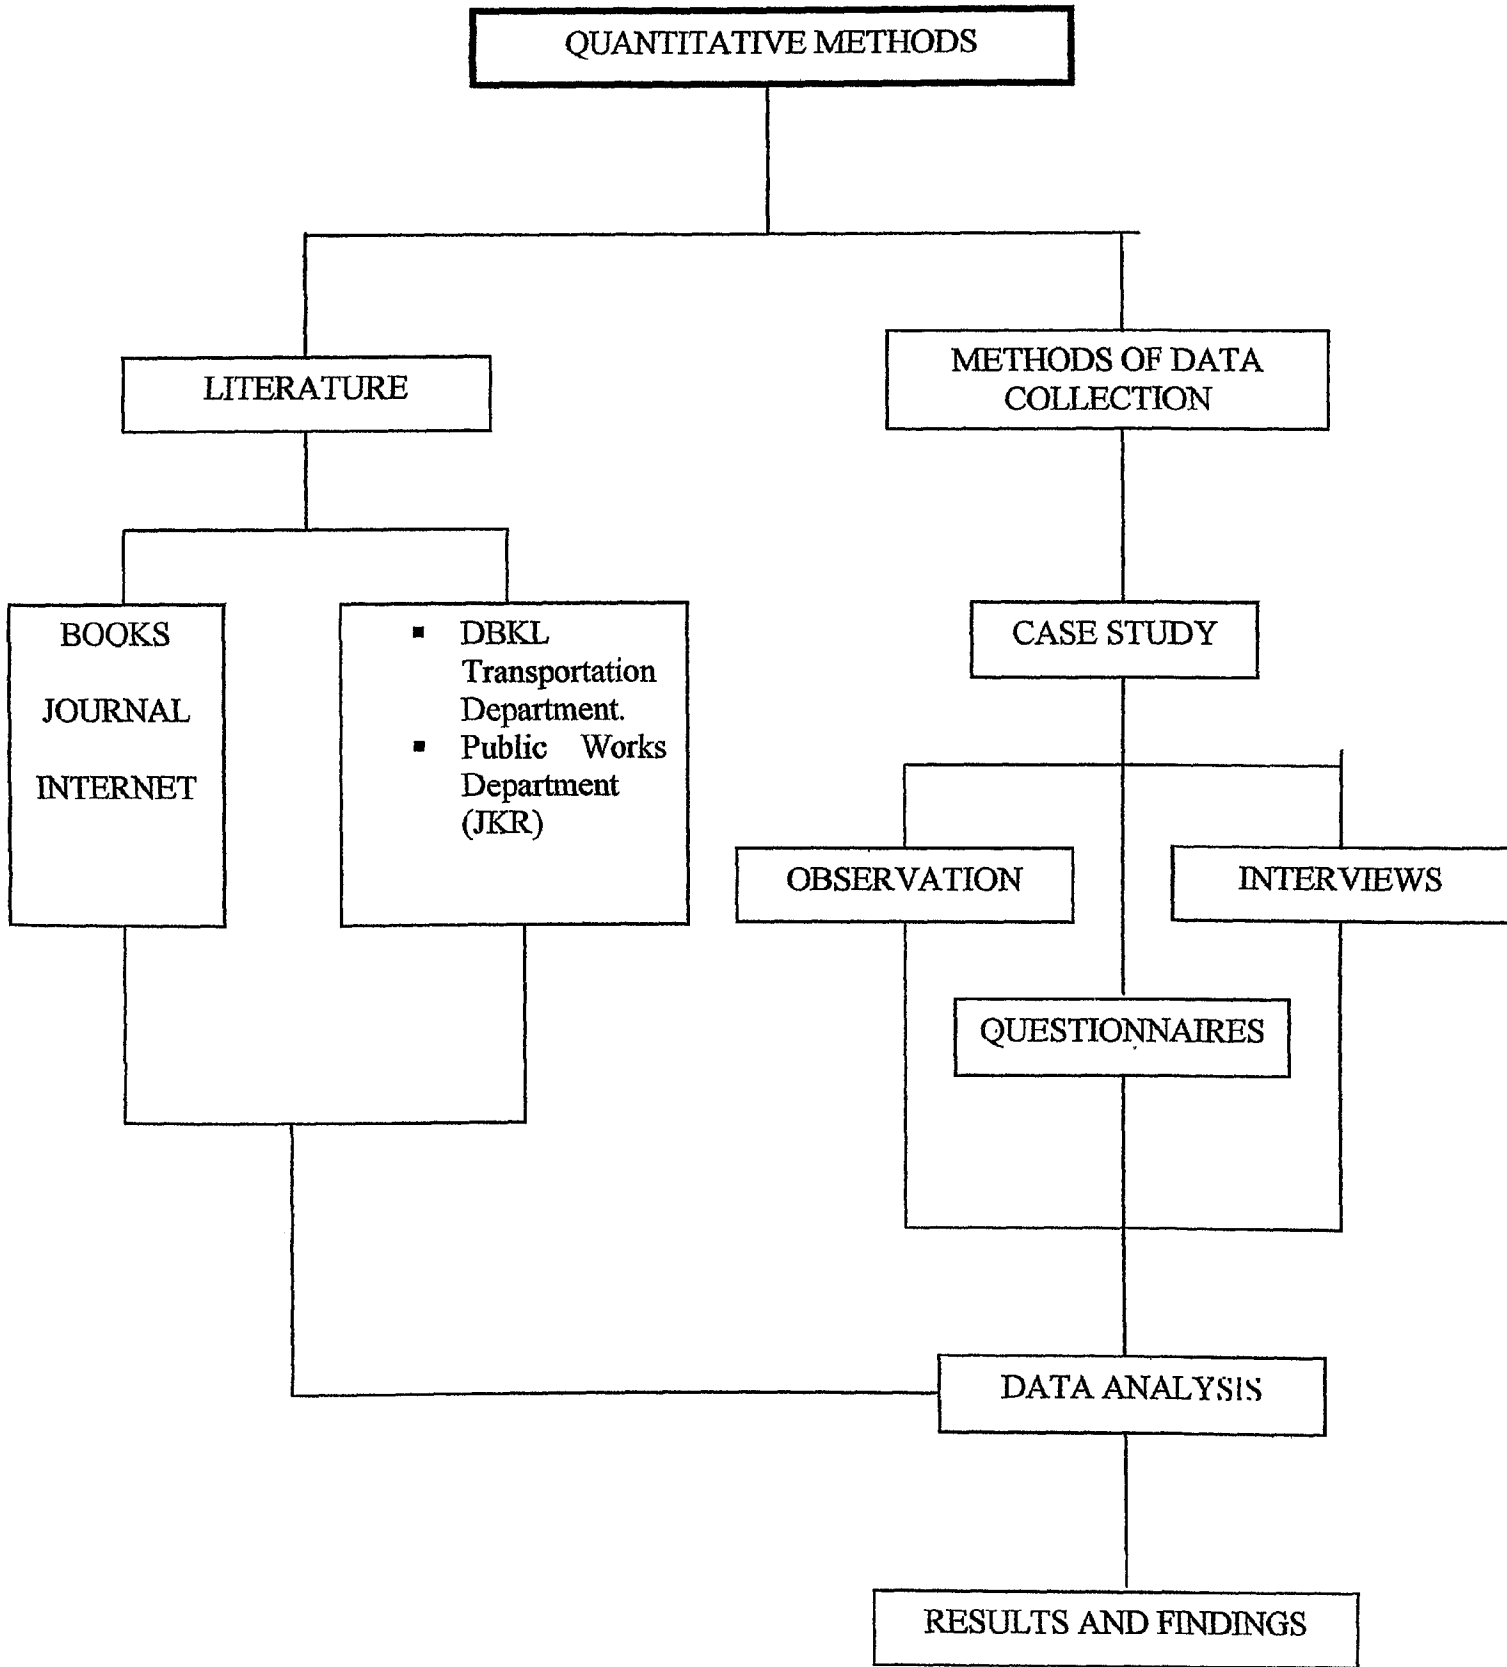 QUANTITATIVE METHODS
LITERATURE
METHODS OF DATA
COLLECTION
BOOKS
JOURNAL
INTERNET
▪ DBKL
Transportation
Department.
▪ Public Works
Department
(JKR)
CASE STUDY
OBSERVATION
INTERVIEWS
QUESTIONNAIRES
DATA ANALYSIS
RESULTS AND FINDINGS